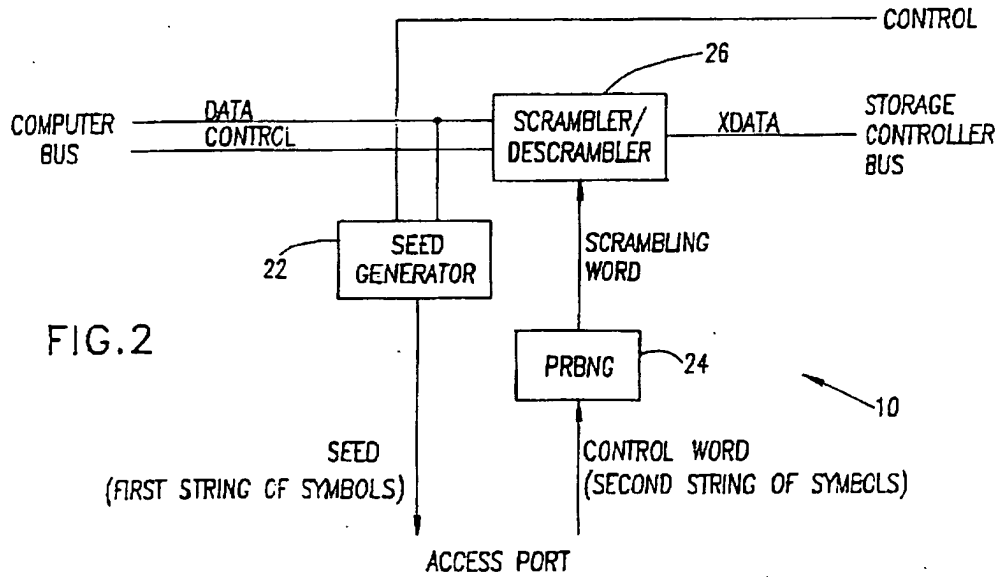 CONTROL
26
COMPUTER
BUS
DATA
CONTROL
SCRAMBLER/
DESCRAMBLER
XDATA
STORAGE
CONTROLLER
BUS
22
SEED
GENERATOR
SCRAMBLING
WORD
FIG.2
PRBNG
24
10
SEED
(FIRST STRING OF SYMBOLS)
CONTROL WORD
(SECOND STRING OF SYMBOLS)
ACCESS PORT